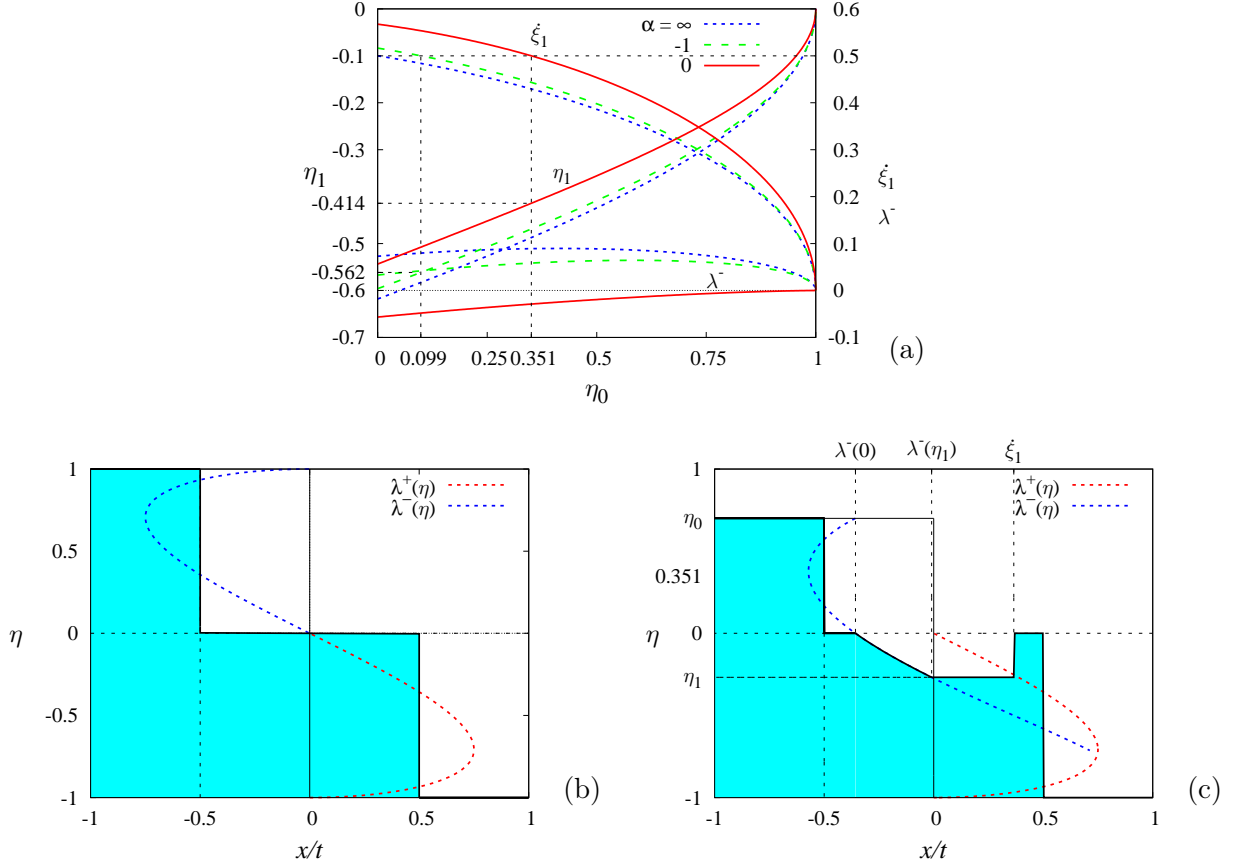 0
-0.1
-0.2
-0.3
η₁
-0.414
-0.5
-0.562
-0.6
-0.7
ξ̇₁
α = ∞
-1
0
η₁
λ⁻
0.6
0.5
0.4
0.3
ξ̇₁
0.2
λ⁻
0.1
0
-0.1
0 0.099 0.25 0.351 0.5 0.75 1
η₀
(a)
1
0.5
η
0
-0.5
-1
λ⁺(η)
λ⁻(η)
-1 -0.5 0 0.5 1
x/t
(b)
λ⁻(0) λ⁻(η₁) ξ̇₁
1
η₀
0.351
η
0
η₁
-1
λ⁺(η)
λ⁻(η)
-1 -0.5 0 0.5 1
x/t
(c)